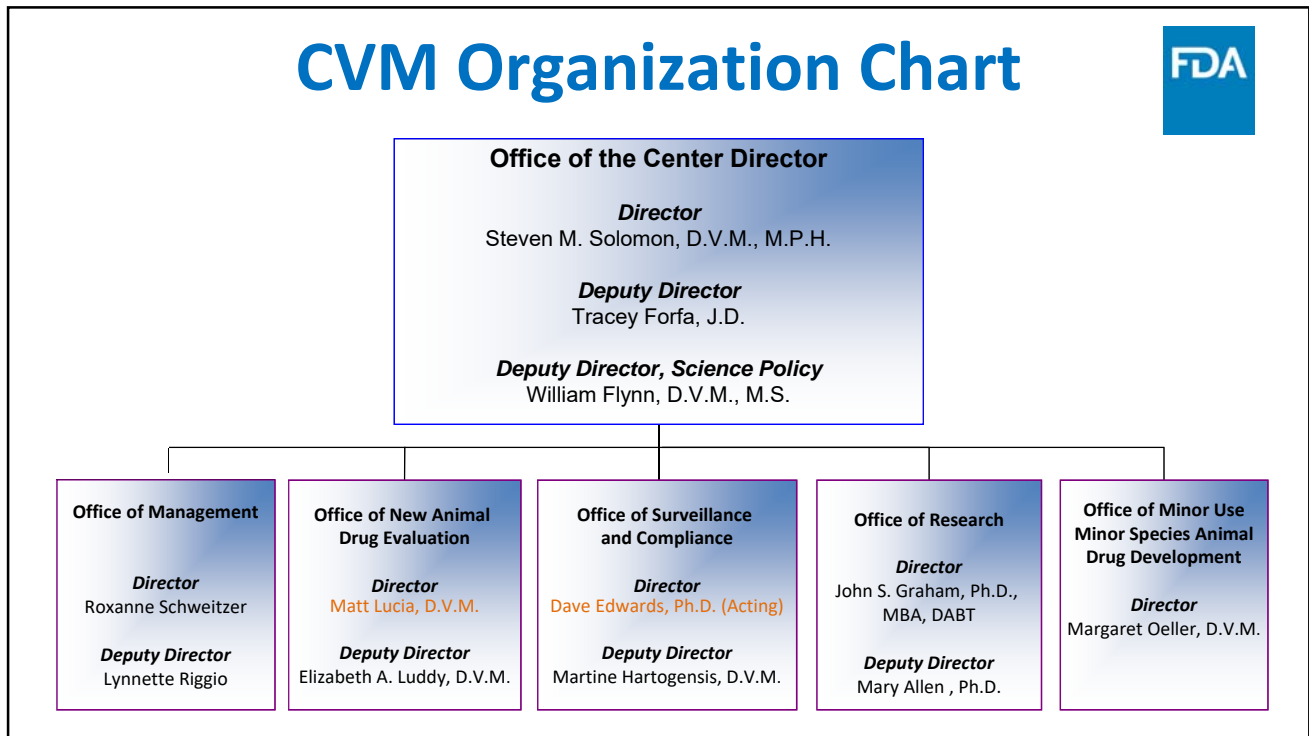 CVM Organization Chart
FDA
Office of the Center Director
Director
Steven M. Solomon, D.V.M., M.P.H.
Deputy Director
Tracey Forfa, J.D.
Deputy Director, Science Policy
William Flynn, D.V.M., M.S.
Office of Management
Director
Roxanne Schweitzer
Deputy Director
Lynnette Riggio
Office of New Animal
Drug Evaluation
Director
Matt Lucia, D.V.M.
Deputy Director
Elizabeth A. Luddy, D.V.M.
Office of Surveillance
and Compliance
Director
Dave Edwards, Ph.D. (Acting)
Deputy Director
Martine Hartogensis, D.V.M.
Office of Research
Director
John S. Graham, Ph.D.,
MBA, DABT
Deputy Director
Mary Allen , Ph.D.
Office of Minor Use
Minor Species Animal
Drug Development
Director
Margaret Oeller, D.V.M.